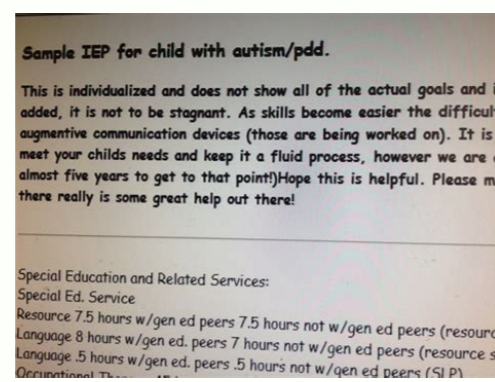 Sample IEP for child with autism/pdd.
This is individualized and does not show all of the actual goals and
added, it is not to be stagnant. As skills become easier the
augmentive communication devices (those are being worked on). It is
meet your childs needs and keep it a fluid process, however we are
almost five years to get to that point!)Hope this is helpful. Please
there really is some great help out there!
Special Education and Related Services:
Special Ed. Service
Resource 7.5 hours w/gen ed peers 7.5 hours not w/gen ed peers
Language 8 hours w/gen ed. peers 7 hours not w/gen ed peers (resource
Language .5 hours w/gen ed. peers .5 hours not w/gen ed peers (SLP)
Occupational